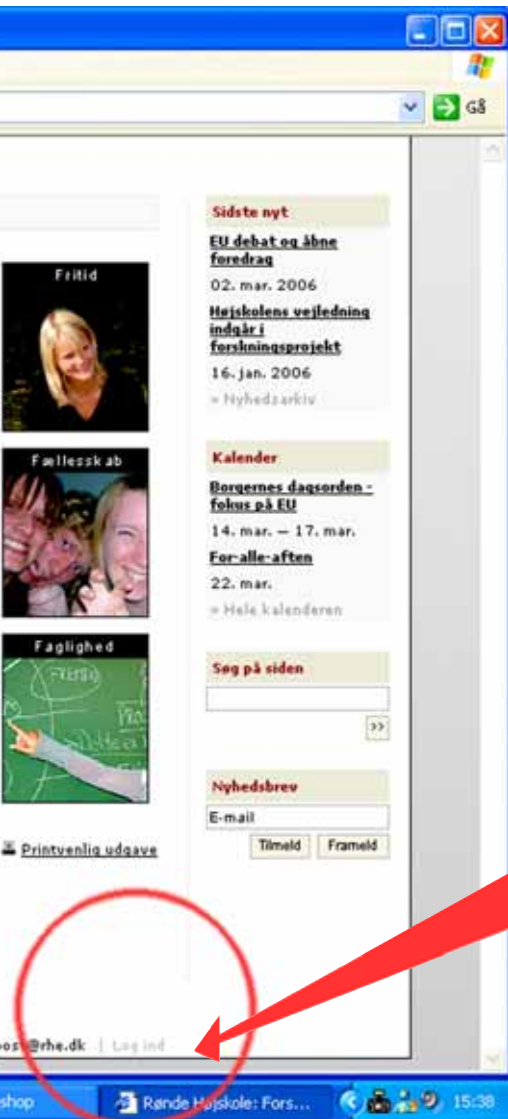 Gå
Sidste nyt
EU debat og åbne
foredrag
02. mar. 2006
Højskolens vejledning
indgår i
forskningsprojekt
16. jan. 2006
» Nyhedsarkiv
Fritid
Fællesskab
Kalender
Borgernes dagsorden -
fokus på EU
14. mar. – 17. mar.
For-alle-aften
22. mar.
» Hele kalenderen
Faglighed
Søg på siden
>>
Nyhedsbrev
E-mail
Tilmeld Frameld
Printvenlig udgave
post@rhe.dk | Log ind
shop
Rønde Højskole: Fors...
15:38